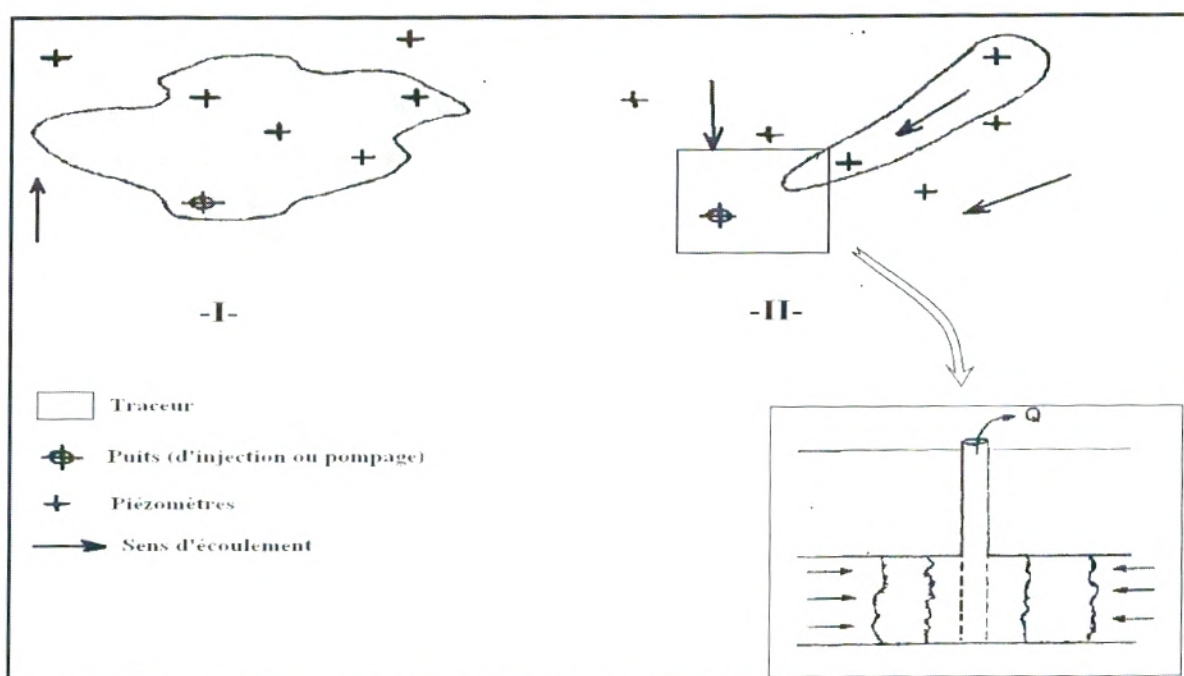 -I-
-II-
Traceur
Puits (d'injection ou pompage)
Piézomètres
Sens d'écoulement
Q